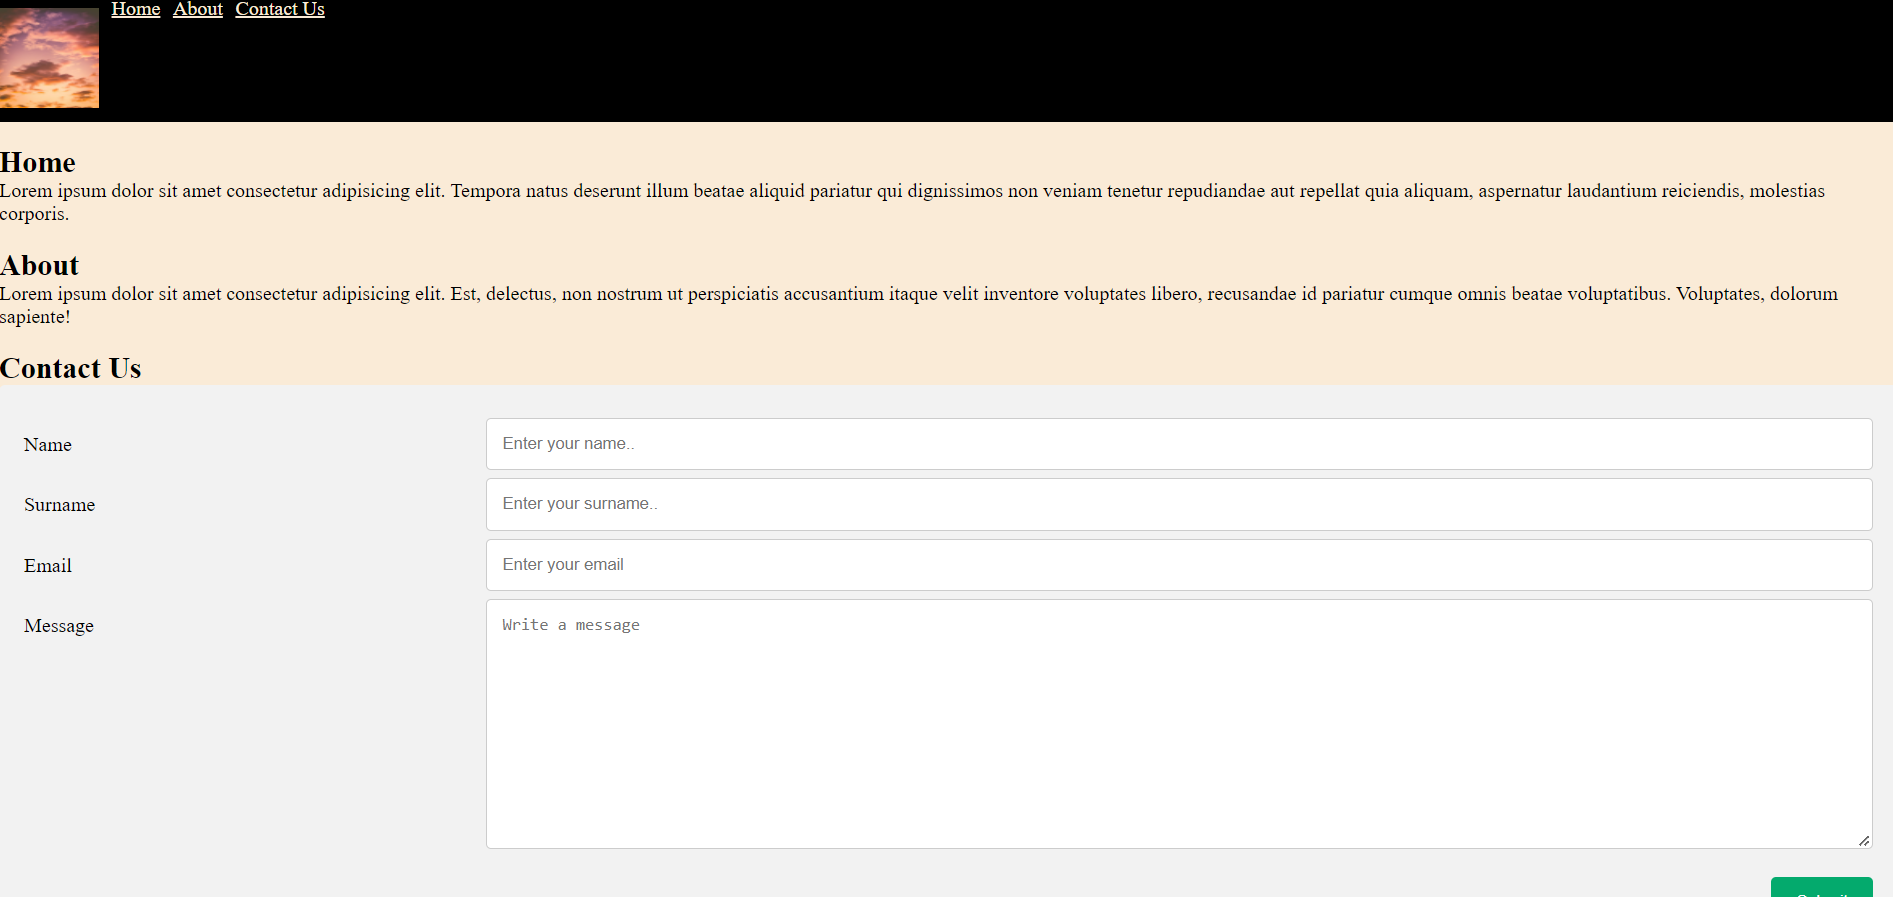 Home About Contact Us
Home
Lorem ipsum dolor sit amet consectetur adipisicing elit. Tempora natus deserunt illum beatae aliquid pariatur qui dignissimos non veniam tenetur repudiandae aut repellat quia aliquam, aspernatur laudantium reiciendis, molestias
corporis.
About
Lorem ipsum dolor sit amet consectetur adipisicing elit. Est, delectus, non nostrum ut perspiciatis accusantium itaque velit inventore voluptates libero, recusandae id pariatur cumque omnis beatae voluptatibus. Voluptates, dolorum
sapiente!
Contact Us
Name
Enter your name..
Surname
Enter your surname..
Email
Enter your email
Message
Write a message